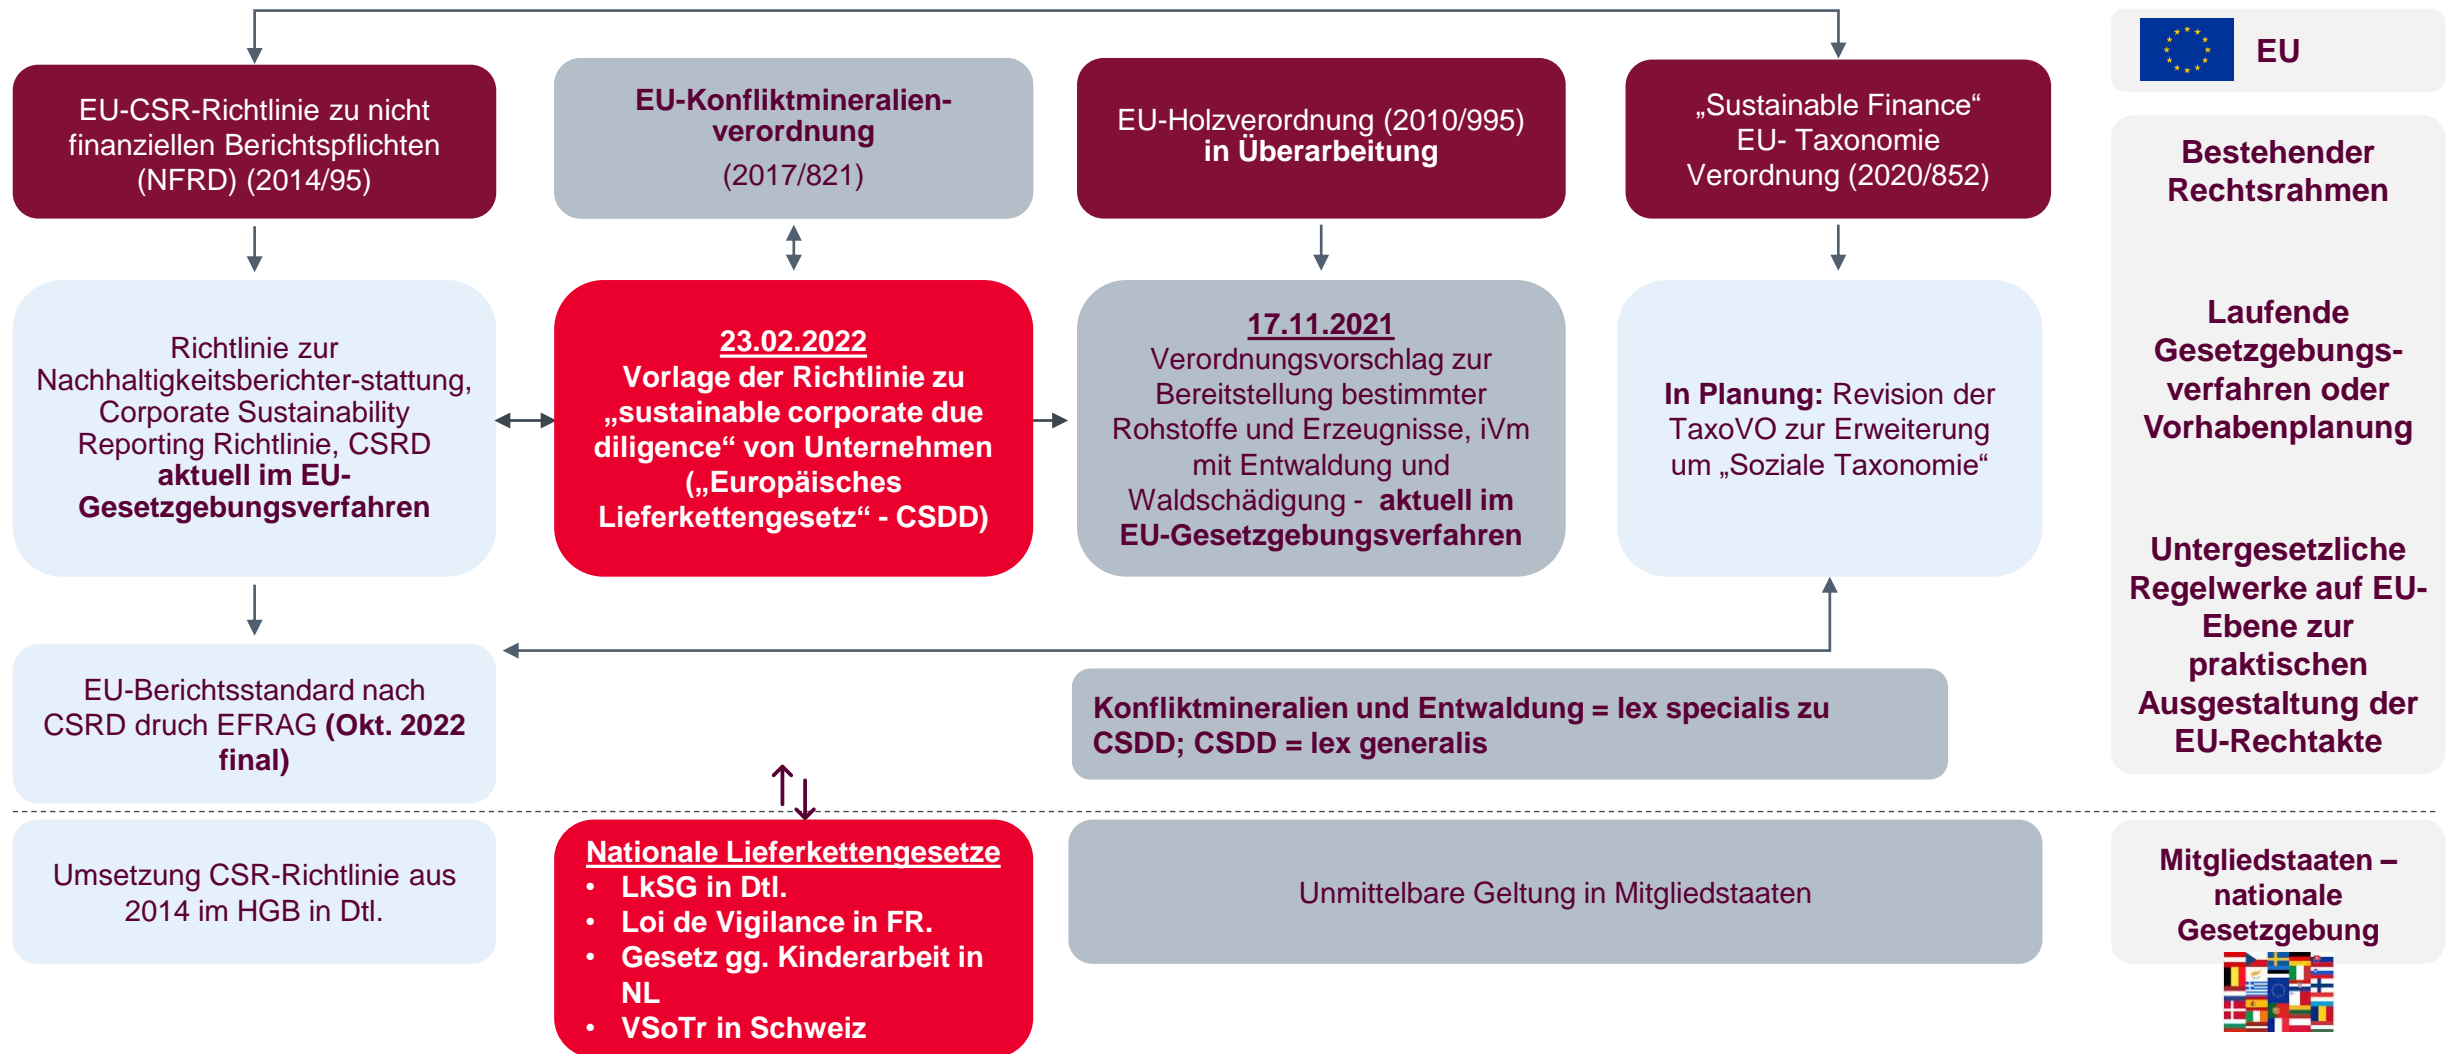 EU-CSR-Richtlinie zu nicht
finanziellen Berichtspflichten
(NFRD) (2014/95)
EU-Konfliktmineralien-
verordnung
(2017/821)
EU-Holzverordnung (2010/995)
in Überarbeitung
„Sustainable Finance“
EU- Taxonomie
Verordnung (2020/852)
EU
Bestehender
Rechtsrahmen
Richtlinie zur
Nachhaltigkeitsberichter-stattung,
Corporate Sustainability
Reporting Richtlinie, CSRD
aktuell im EU-
Gesetzgebungsverfahren
23.02.2022
Vorlage der Richtlinie zu
„sustainable corporate due
diligence“ von Unternehmen
(„Europäisches
Lieferkettengesetz“ - CSDD)
17.11.2021
Verordnungsvorschlag zur
Bereitstellung bestimmter
Rohstoffe und Erzeugnisse, iVm
mit Entwaldung und
Waldschädigung - aktuell im
EU-Gesetzgebungsverfahren
In Planung: Revision der
TaxoVO zur Erweiterung
um „Soziale Taxonomie“
Laufende
Gesetzgebungs-
verfahren oder
Vorhabenplanung
EU-Berichtsstandard nach
CSRD druch EFRAG (Okt. 2022
final)
Konfliktmineralien und Entwaldung = lex specialis zu
CSDD; CSDD = lex generalis
Untergesetzliche
Regelwerke auf EU-
Ebene zur
praktischen
Ausgestaltung der
EU-Rechtakte
Umsetzung CSR-Richtlinie aus
2014 im HGB in Dtl.
Nationale Lieferkettengesetze
• LkSG in Dtl.
• Loi de Vigilance in FR.
• Gesetz gg. Kinderarbeit in
NL
• VSoTr in Schweiz
Unmittelbare Geltung in Mitgliedstaaten
Mitgliedstaaten –
nationale
Gesetzgebung